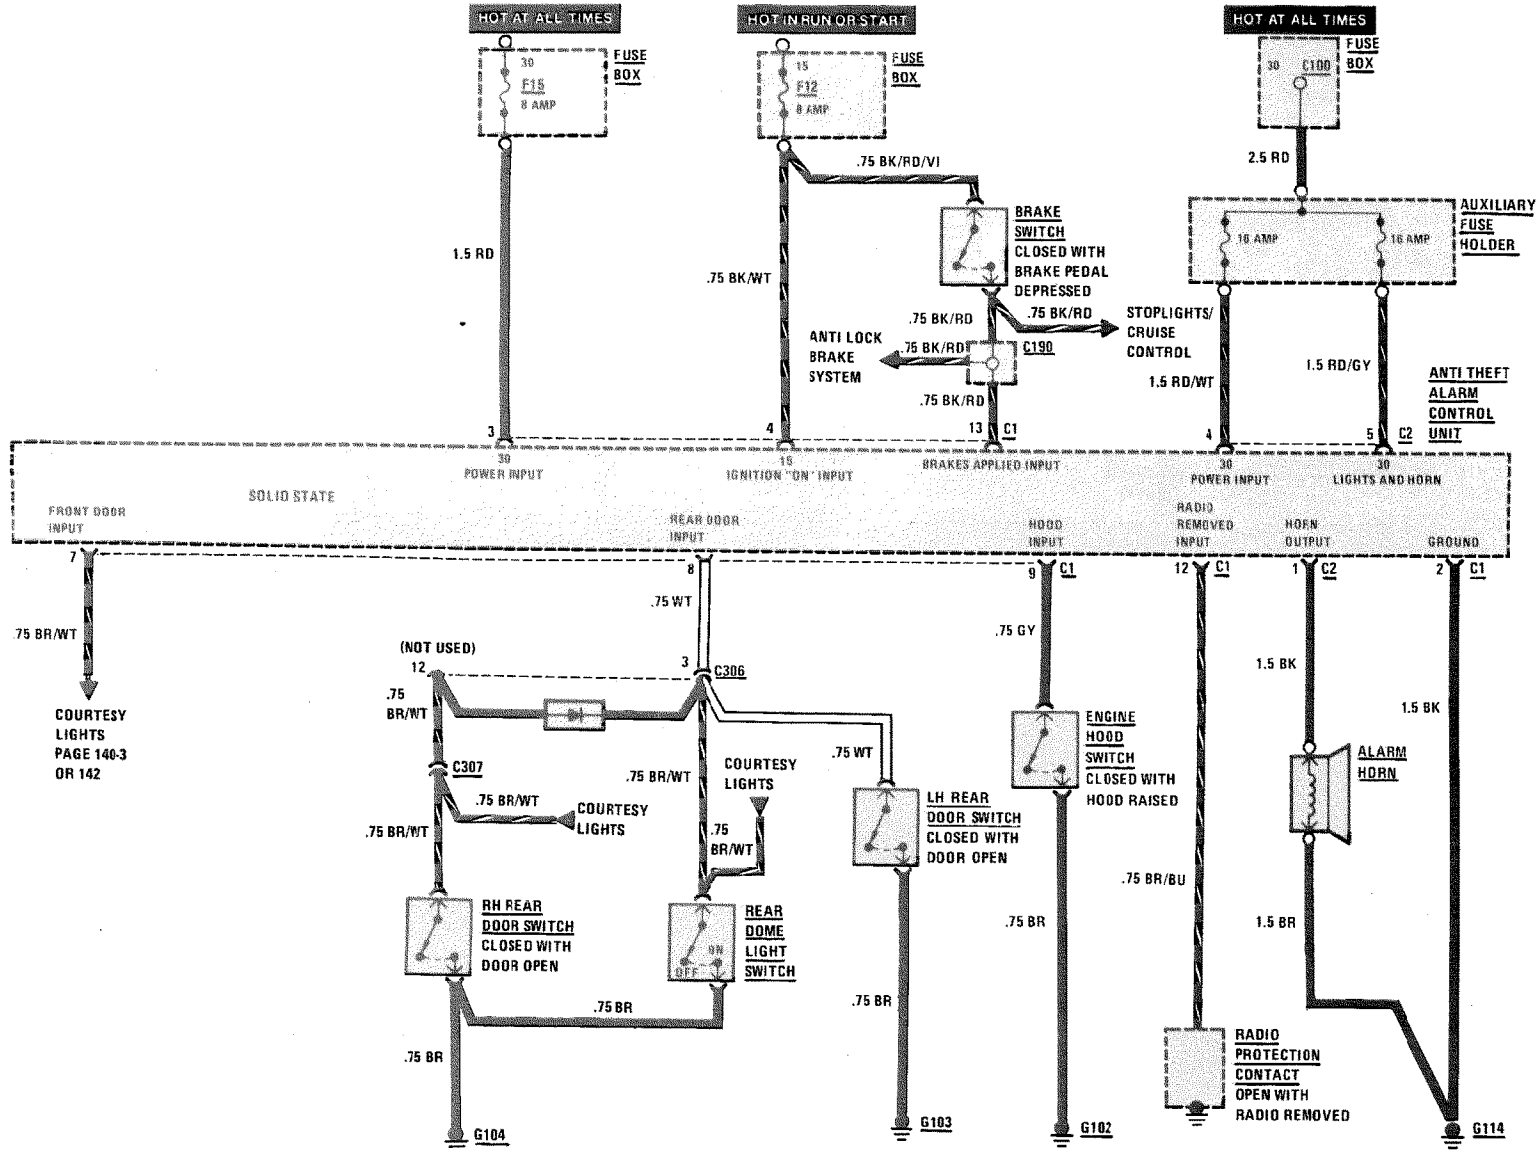 HOT AT ALL TIMES
HOT IN RUN OR START
HOT AT ALL TIMES
30
F15
8 AMP
FUSE
BOX
15
F12
8 AMP
FUSE
BOX
30
C100
FUSE
BOX
.75 BK/RD/VI
2.5 RD
BRAKE
SWITCH
CLOSED WITH
BRAKE PEDAL
DEPRESSED
16 AMP
16 AMP
AUXILIARY
FUSE
HOLDER
1.5 RD
.75 BK/WT
.75 BK/RD
.75 BK/RD
STOPLIGHTS/
CRUISE
CONTROL
ANTI LOCK
BRAKE
SYSTEM
.75 BK/RD
C190
.75 BK/RD
1.5 RD/WT
1.5 RD/GY
ANTI THEFT
ALARM
CONTROL
UNIT
3
4
13
C1
4
5
C2
30
POWER INPUT
15
IGNITION "ON" INPUT
BRAKES APPLIED INPUT
30
POWER INPUT
30
LIGHTS AND HORN
SOLID STATE
FRONT DOOR
INPUT
REAR DOOR
INPUT
HOOD
INPUT
RADIO
REMOVED
INPUT
HORN
OUTPUT
GROUND
7
8
9
C1
12
C1
1
C2
2
C1
.75 BR/WT
COURTESY
LIGHTS
PAGE 140-3
OR 142
.75 WT
(NOT USED)
12
3
C306
.75
BR/WT
C307
.75 BR/WT
COURTESY
LIGHTS
.75 BR/WT
.75 BR/WT
COURTESY
LIGHTS
.75
BR/WT
.75 WT
LH REAR
DOOR SWITCH
CLOSED WITH
DOOR OPEN
.75 GY
ENGINE
HOOD
SWITCH
CLOSED WITH
HOOD RAISED
1.5 BK
1.5 BK
ALARM
HORN
.75 BR/BU
RH REAR
DOOR SWITCH
CLOSED WITH
DOOR OPEN
ON
OFF
REAR
DOME
LIGHT
SWITCH
.75 BR
1.5 BR
.75 BR
.75 BR
.75 BR
RADIO
PROTECTION
CONTACT
OPEN WITH
RADIO REMOVED
G104
G103
G102
G114